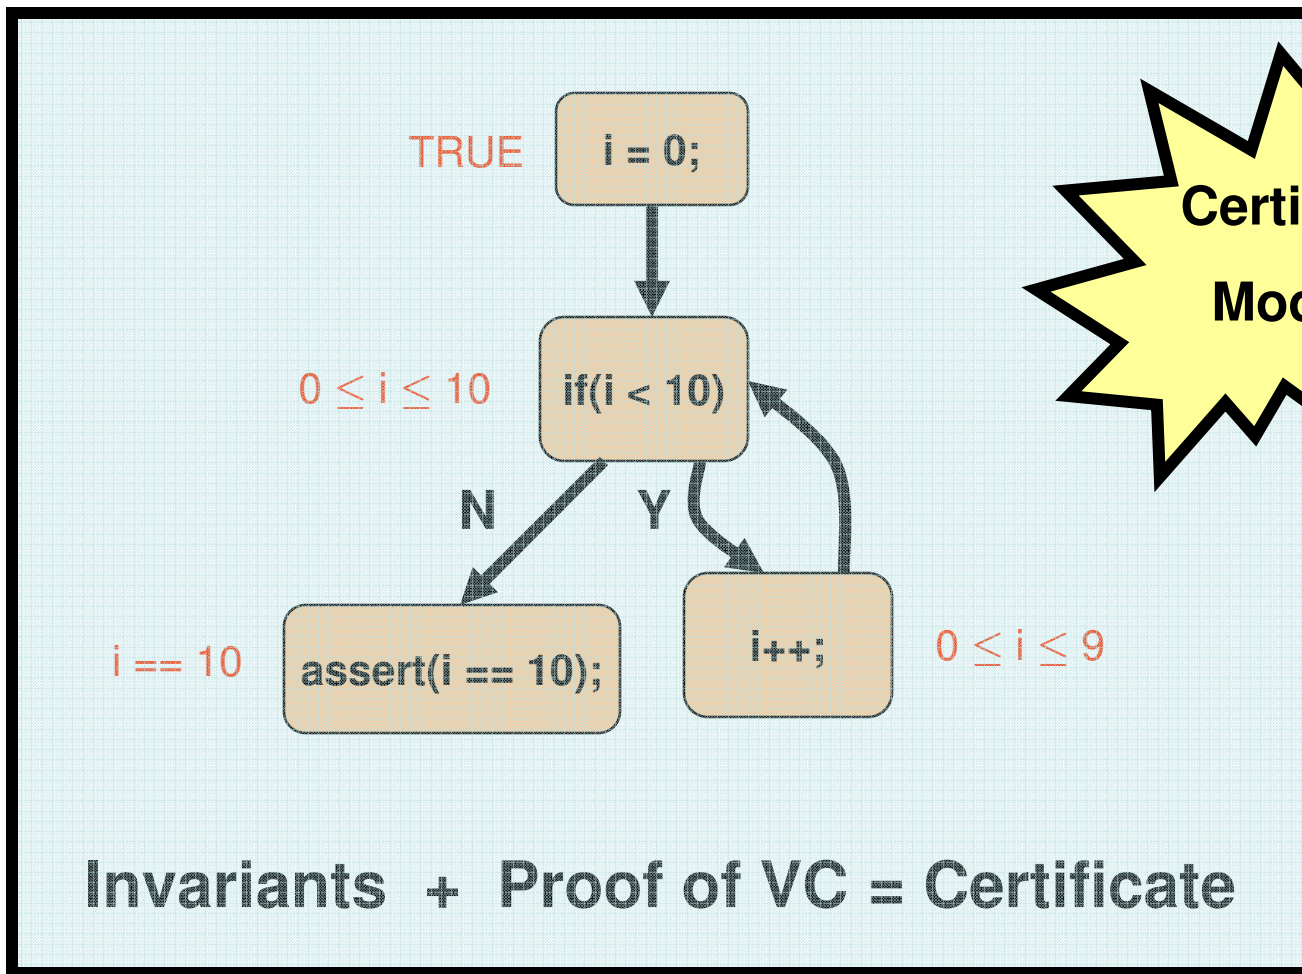 TRUE
i = 0;
0 ≤ i ≤ 10
if(i < 10)
N
Y
i == 10
assert(i == 10);
i++;
0 ≤ i ≤ 9
Invariants + Proof of VC = Certificate